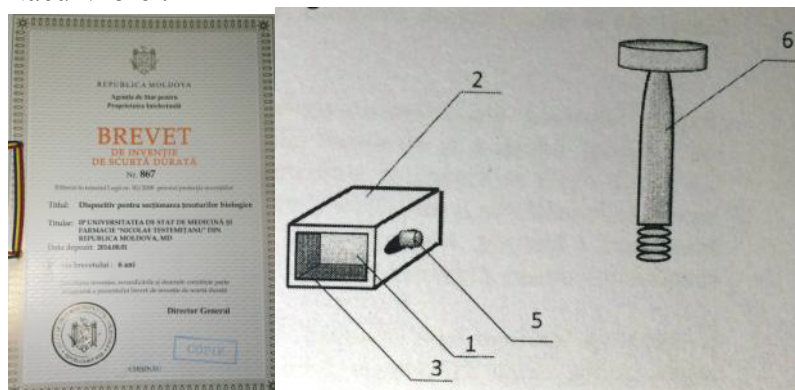 REPUBLICA MOLDOVA
Agenția de Stat pentru
Proprietatea Intelectuală
BREVET
DE INVENȚIE
DE SCURTĂ DURATĂ
Nr. 867
Titlul: Dispozitiv pentru secționarea țesuturilor biologice
Titular: IP UNIVERSITATEA DE STAT DE MEDICINĂ ȘI
FARMACIE "NICOLAE TESTEMIȚANU" DIN
REPUBLICA MOLDOVA, MD
Data depozit: 2014.08.01
brevetului: 6 ani
Director General
COPIE
CHIȘINĂU
2
6
5
1
3